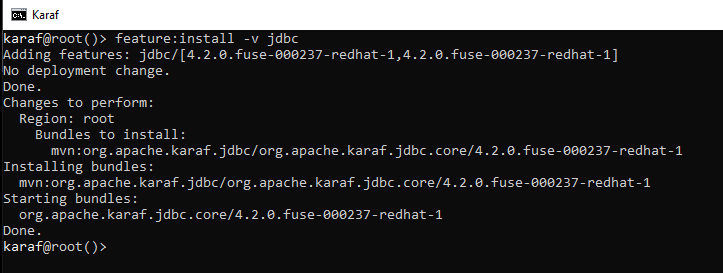 Karaf
karaf@root()> feature:install -v jdbc
Adding features: jdbc/[4.2.0.fuse-000237-redhat-1,4.2.0.fuse-000237-redhat-1]
No deployment change.
Done.
Changes to perform:
  Region: root
    Bundles to install:
      mvn:org.apache.karaf.jdbc/org.apache.karaf.jdbc.core/4.2.0.fuse-000237-redhat-1
Installing bundles:
  mvn:org.apache.karaf.jdbc/org.apache.karaf.jdbc.core/4.2.0.fuse-000237-redhat-1
Starting bundles:
  org.apache.karaf.jdbc.core/4.2.0.fuse-000237-redhat-1
Done.
karaf@root()>